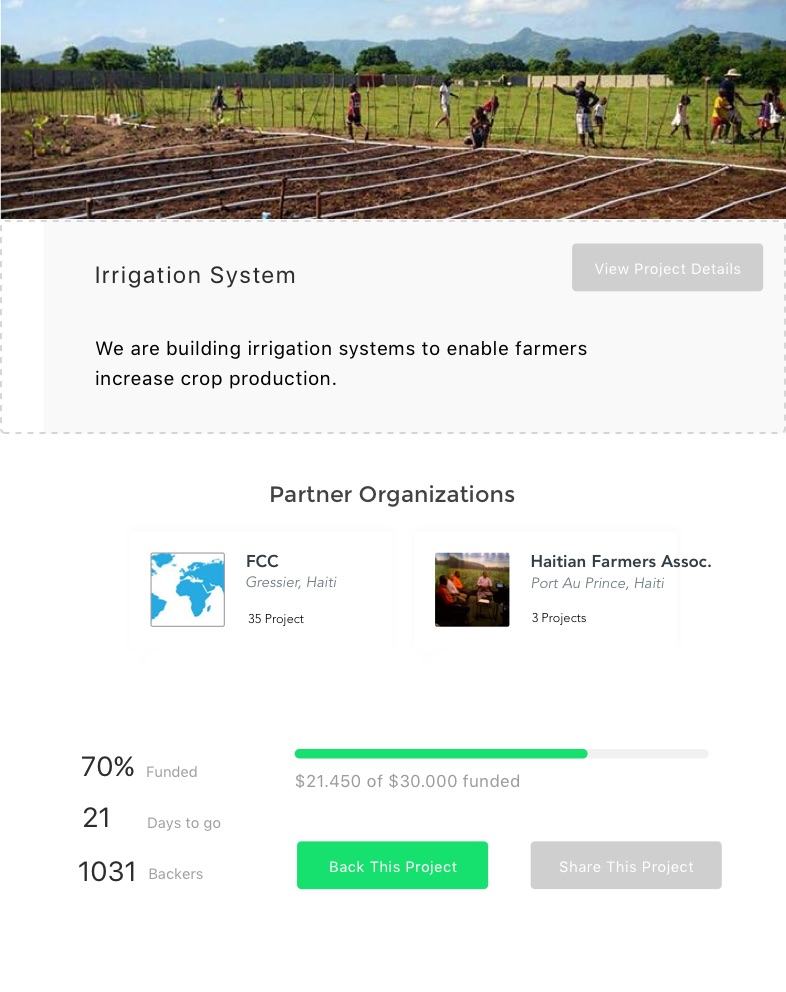 Irrigation System
View Project Details
We are building irrigation systems to enable farmers
increase crop production.
Partner Organizations
FCC
Gressier, Haiti
35 Project
Haitian Farmers Assoc.
Port Au Prince, Haiti
3 Projects
70% Funded
21 Days to go
1031 Backers
$21.450 of $30.000 funded
Back This Project
Share This Project